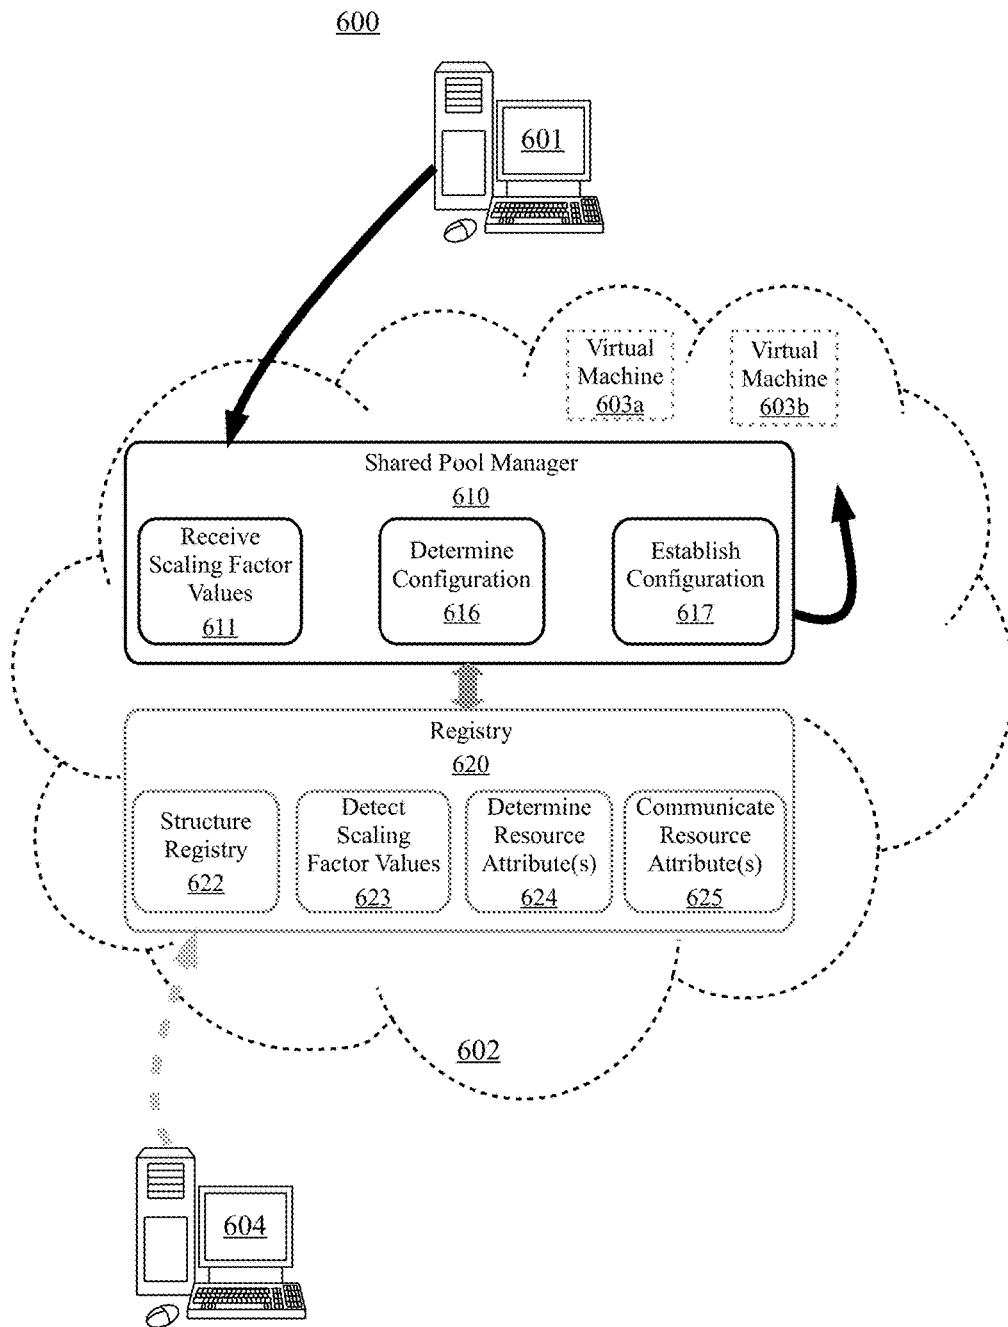 600
601
Virtual
Machine
603a
Virtual
Machine
603b
Shared Pool Manager
610
Receive
Scaling Factor
Values
611
Determine
Configuration
616
Establish
Configuration
617
Registry
620
Structure
Registry
622
Detect
Scaling
Factor Values
623
Determine
Resource
Attribute(s)
624
Communicate
Resource
Attribute(s)
625
602
604